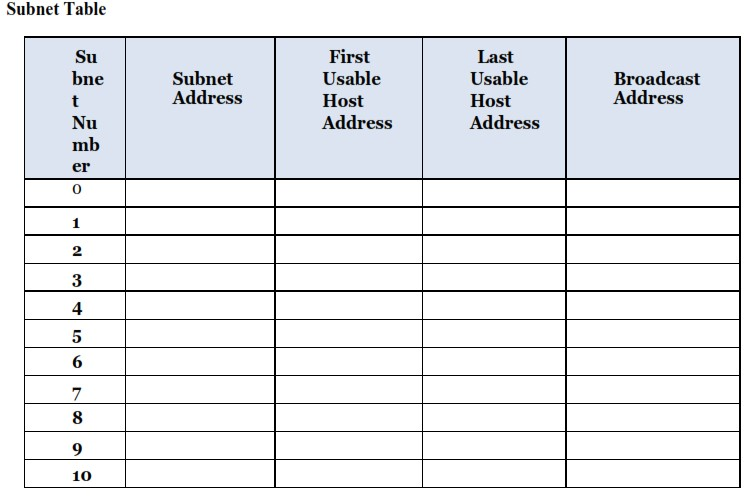 Subnet Table
Su
bne
t
Nu
mb
er
Subnet
Address
First
Usable
Host
Address
Last
Usable
Host
Address
Broadcast
Address
0
1
2
3
4
5
6
7
8
9
10